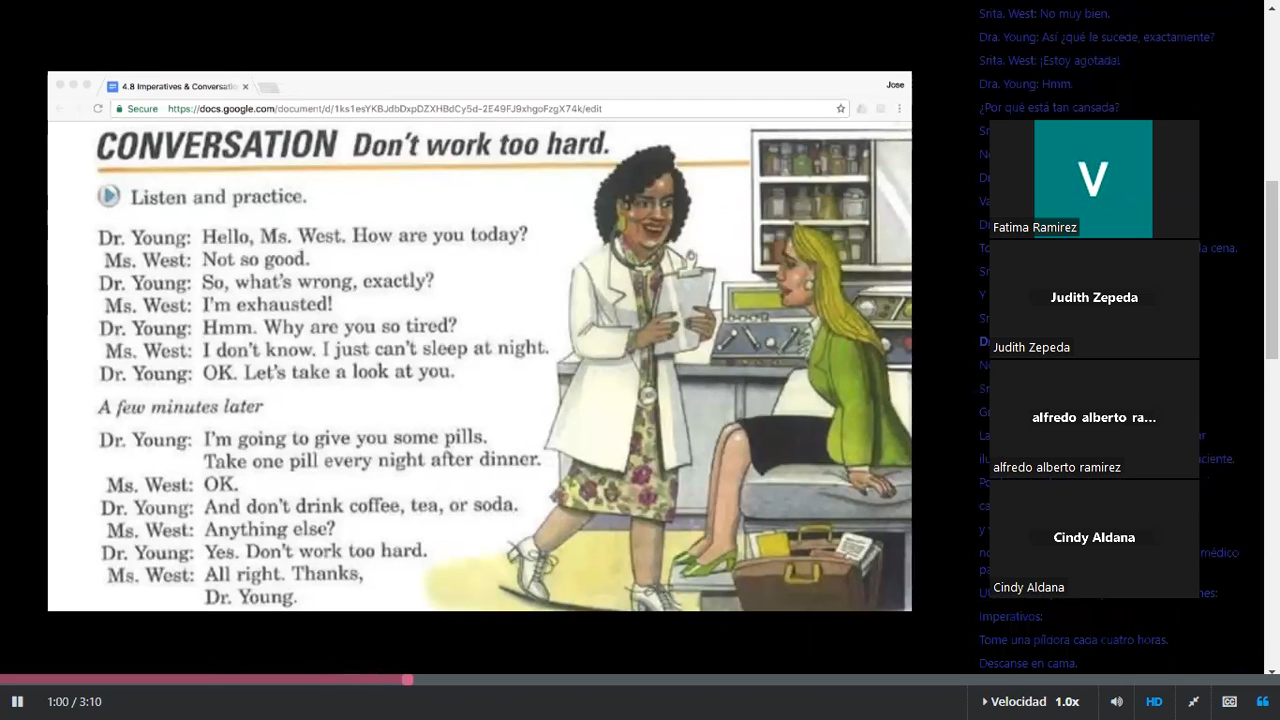 4.8 Imperatives & Conversatio
Jose
Secure https://docs.google.com/document/d/1ks1esYKBJdbDxpDZXHBdCy5d-2E49FJ9xhgoFzgX74k/edit
CONVERSATION Don't work too hard.
Listen and practice.
Dr. Young: Hello, Ms. West. How are you today?
Ms. West: Not so good.
Dr. Young: So, what's wrong, exactly?
Ms. West: I'm exhausted!
Dr. Young: Hmm. Why are you so tired?
Ms. West: I don't know. I just can't sleep at night.
Dr. Young: OK. Let's take a look at you.
A few minutes later
Dr. Young: I'm going to give you some pills.
Take one pill every night after dinner.
Ms. West: OK.
Dr. Young: And don't drink coffee, tea, or soda.
Ms. West: Anything else?
Dr. Young: Yes. Don't work too hard.
Ms. West: All right. Thanks,
Dr. Young.
Srita. West: No muy bien.
Dra. Young: Así ¿qué le sucede, exactamente?
Srita. West: ¡Estoy agotada!
Dra. Young: Hmm.
¿Por qué está tan cansada?
V
Fatima Ramirez
la cena.
Judith Zepeda
Judith Zepeda
alfredo alberto ra...
alfredo alberto ramirez
Cindy Aldana
médico
Cindy Aldana
Imperativos:
Tome una píldora cada cuatro horas.
Descanse en cama.
1:00 / 3:10
Velocidad 1.0x
HD
CC